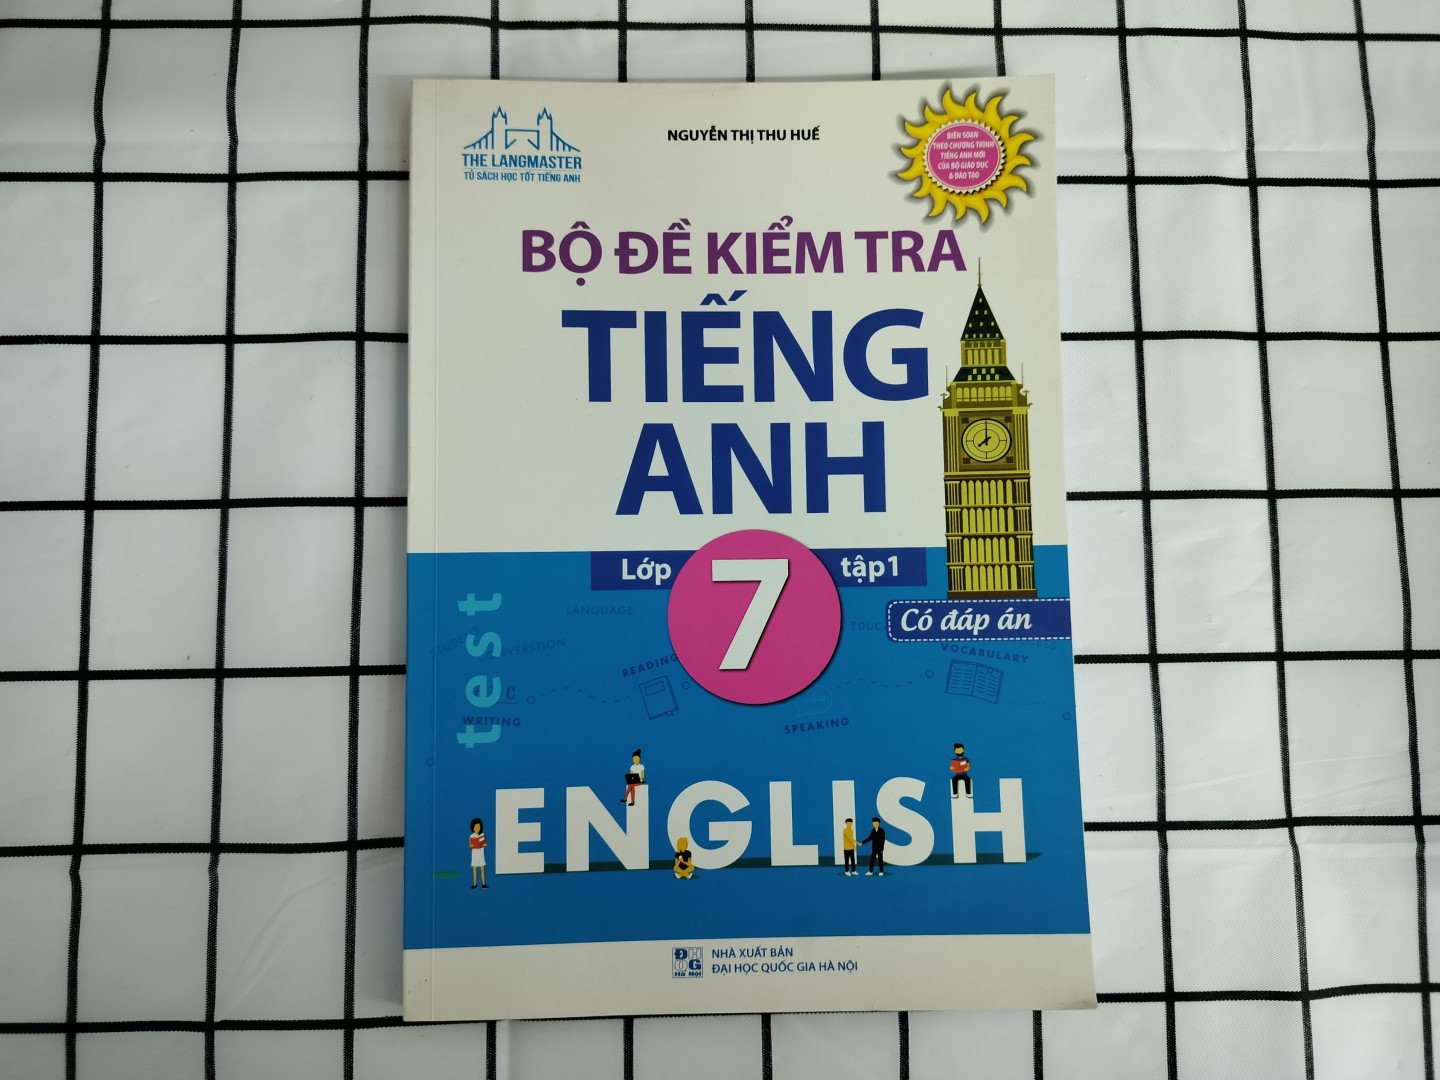 THE LANGMASTER
TỦ SÁCH HỌC TỐT TIẾNG ANH
NGUYỄN THỊ THU HUẾ
BIÊN SOẠN
THEO CHƯƠNG TRÌNH
TIẾNG ANH MỚI
CỦA BỘ GIÁO DỤC
& ĐÀO TẠO
BỘ ĐỀ KIỂM TRA
TIẾNG
ANH
Lớp 7 tập 1
Có đáp án
test
LANGUAGE
READING
VOCABULARY
WRITING
SPEAKING
ENGLISH
NHÀ XUẤT BẢN
ĐẠI HỌC QUỐC GIA HÀ NỘI